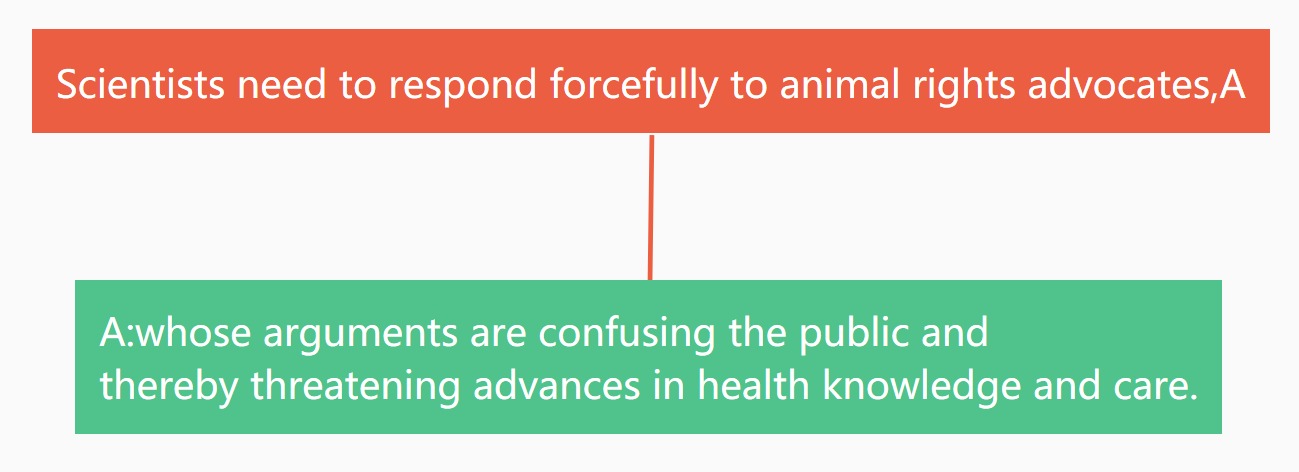 Scientists need to respond forcefully to animal rights advocates,A
A:whose arguments are confusing the public and
thereby threatening advances in health knowledge and care.